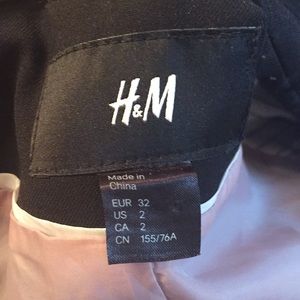 H&M
Made in
China
EUR 32
US 2
CA 2
CN 155/76A